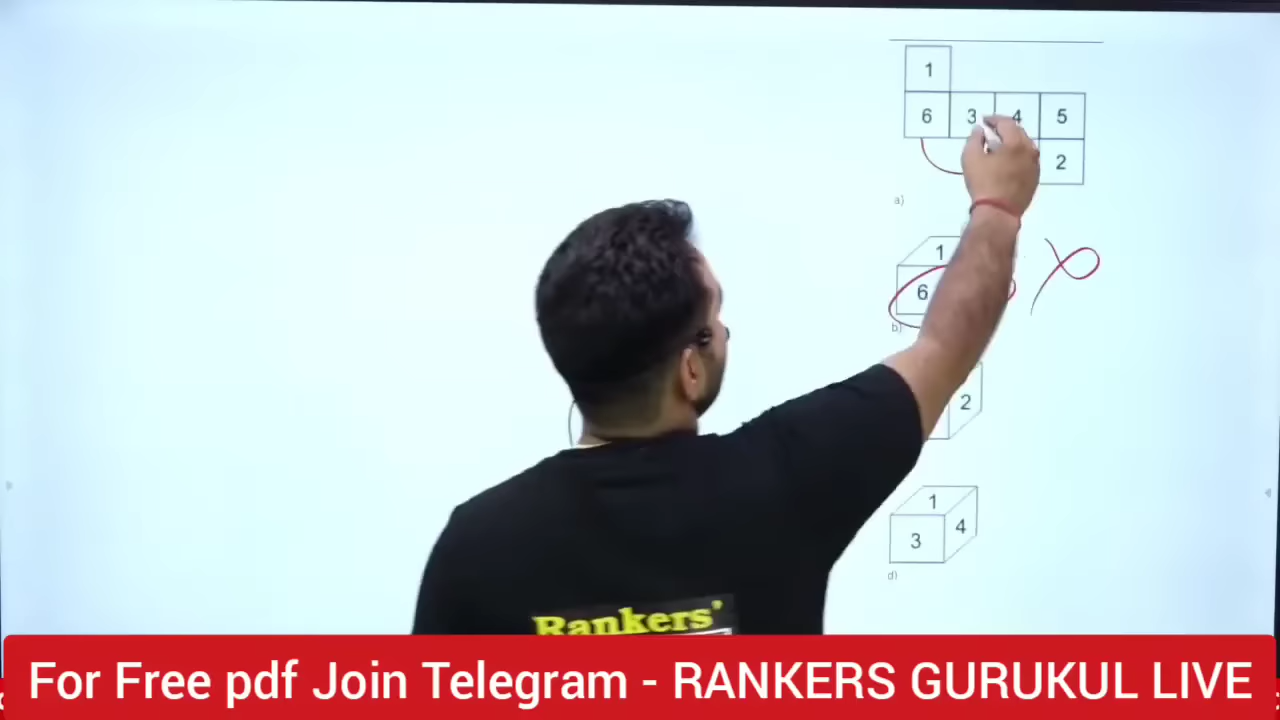 1
6 3 4 5
2
a)
1
6
b)
2
1
3 4
d)
Rankers'
For Free pdf Join Telegram - RANKERS GURUKUL LIVE